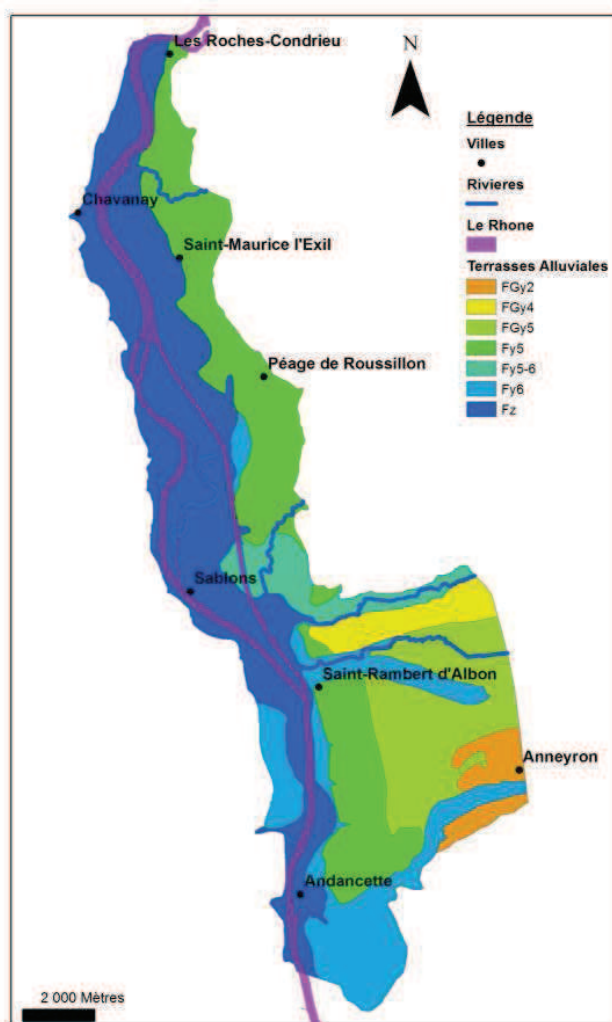 Les Roches-Condrieu
N
Légende
Villes
Rivieres
Chavanay
Le Rhone
Saint-Maurice l'Exil
Terrasses Alluviales
FGy2
FGy4
FGy5
Péage de Roussillon
Fy5
Fy5-6
Fy6
Fz
Sablons
Saint-Rambert d'Albon
Anneyron
Andancette
2 000 Mètres